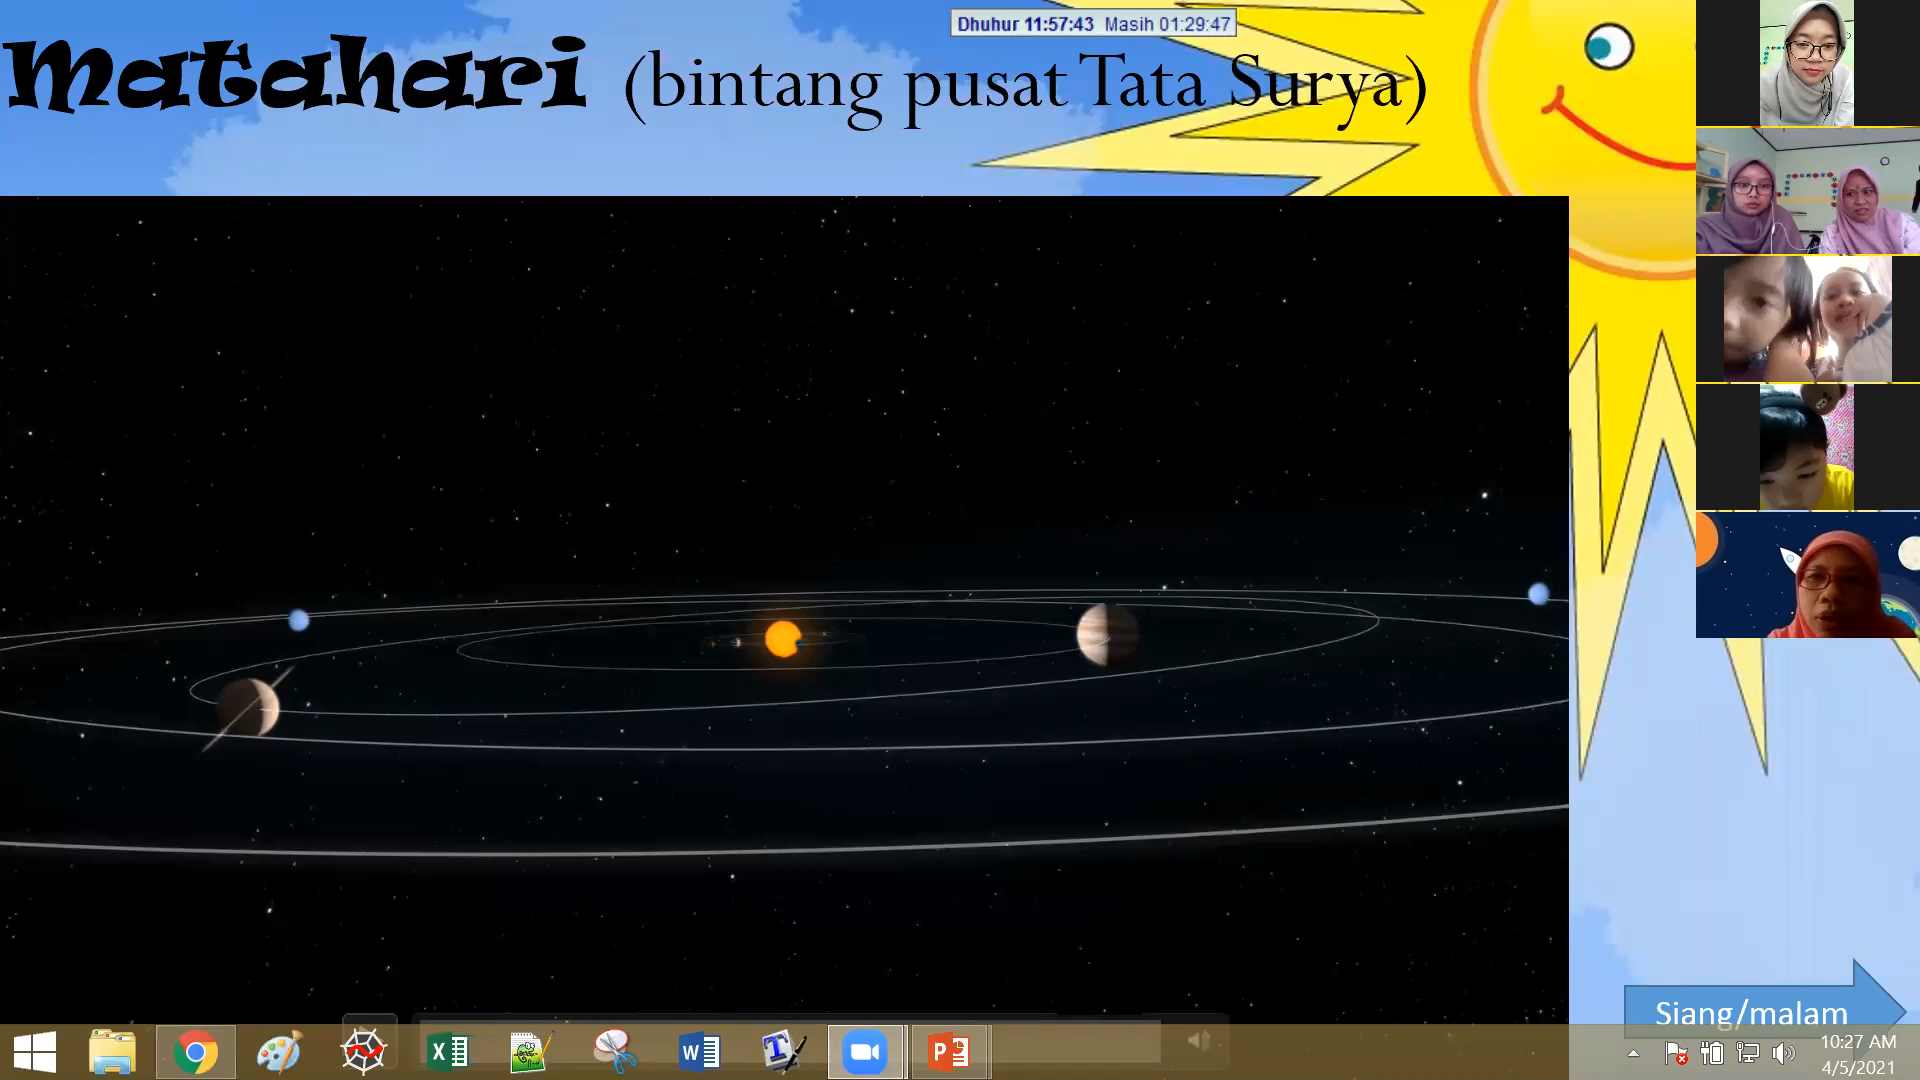 Dhuhur 11:57:43 Masih 01:29:47
Matahari (bintang pusat Tata Surya)
Siang/malam
10:27 AM
4/5/2021